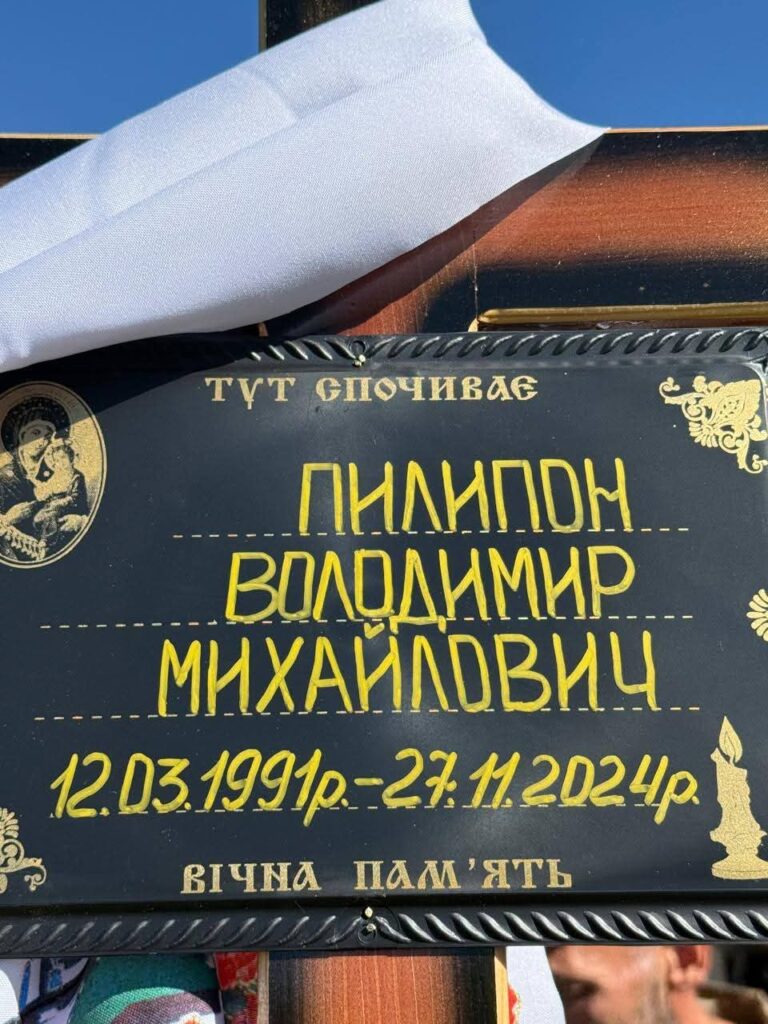 ТУТ СПОЧИВАЄ
ПИЛИПОН
ВОЛОДИМИР
МИХАЙЛОВИЧ
12.03.1991р.-27.11.2024р.
ВІЧНА ПАМ'ЯТЬ